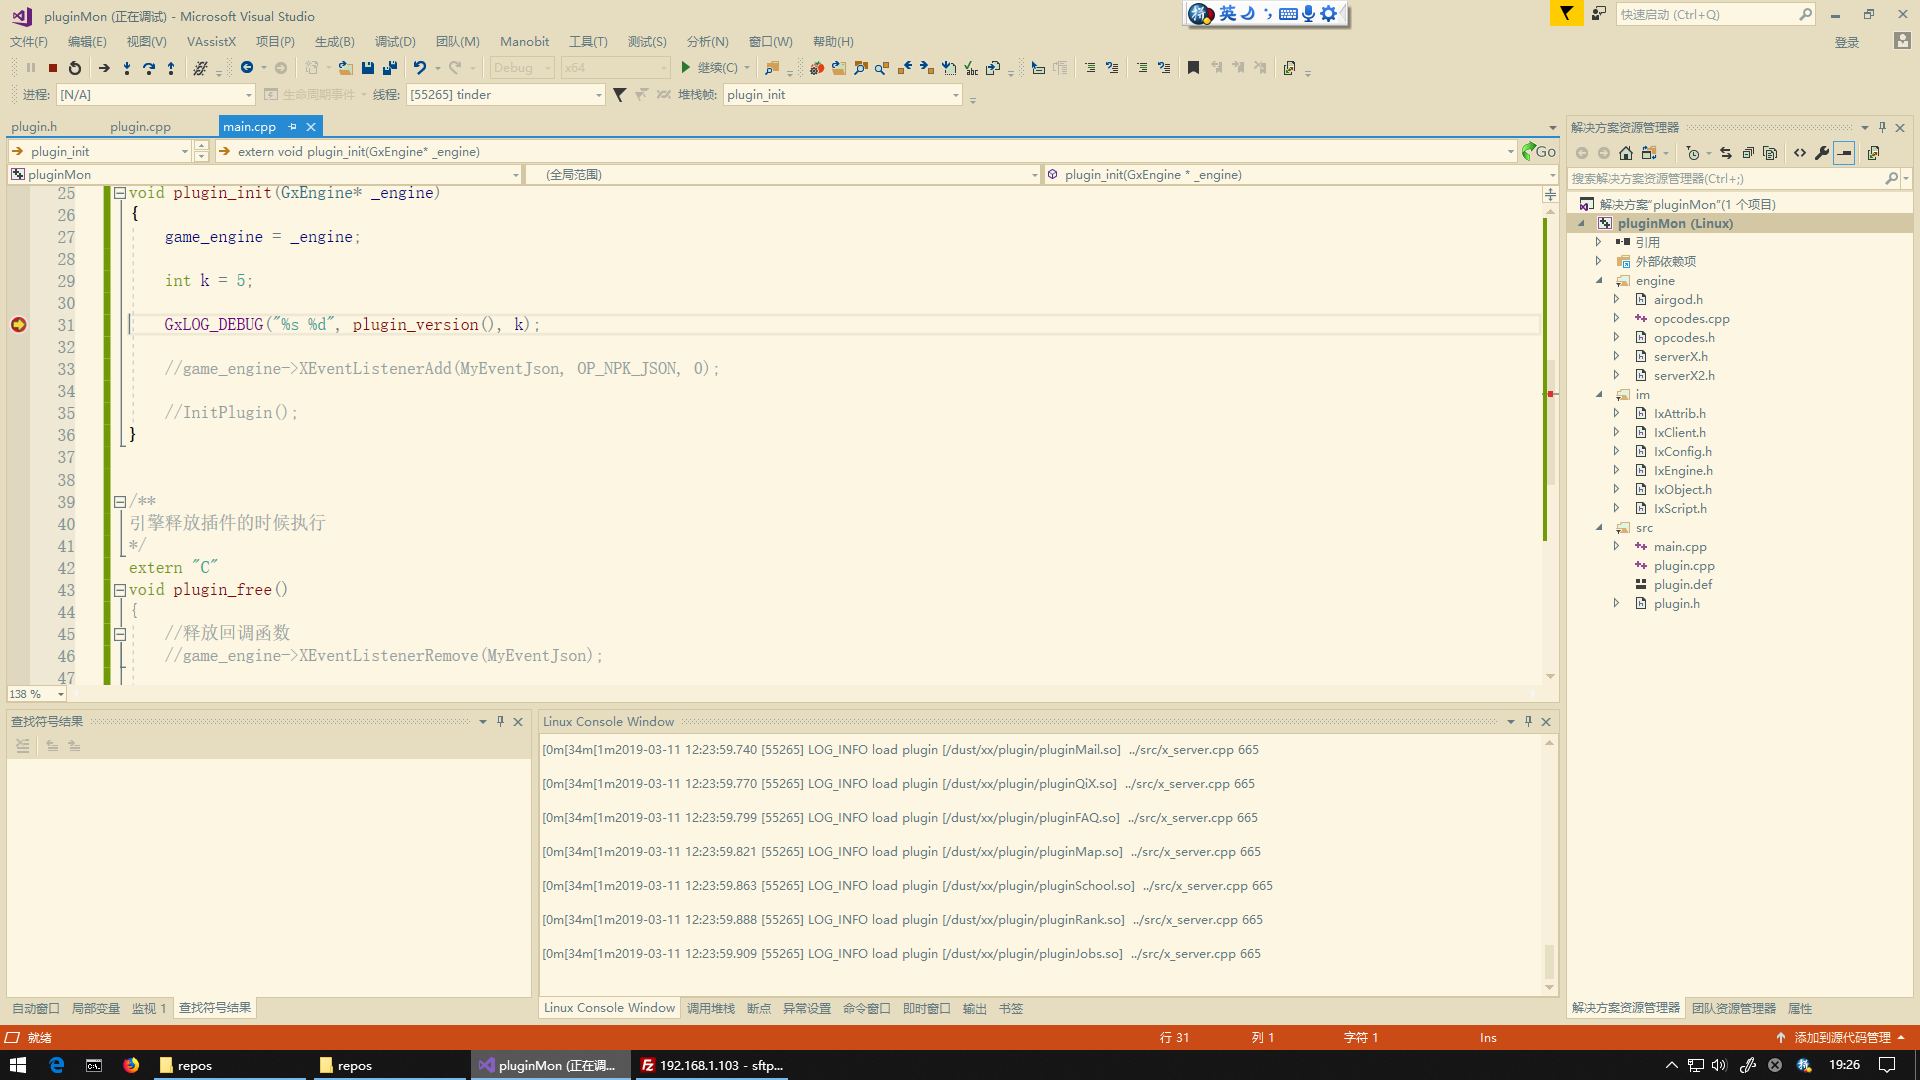 pluginMon (正在调试) - Microsoft Visual Studio
英
快速启动 (Ctrl+Q)
文件(F) 编辑(E) 视图(V) VAssistX 项目(P) 生成(B) 调试(D) 团队(M) Manobit 工具(T) 测试(S) 分析(N) 窗口(W) 帮助(H)
登录
Debug x64 继续(C)
进程: [N/A] 生命周期事件 线程: [55265] tinder 堆栈帧: plugin_init
plugin.h plugin.cpp main.cpp
plugin_init extern void plugin_init(GxEngine* _engine) Go
pluginMon (全局范围) plugin_init(GxEngine * _engine)
25 void plugin_init(GxEngine* _engine)
26 {
27 game_engine = _engine;
28
29 int k = 5;
30
31 GxLOG_DEBUG("%s %d", plugin_version(), k);
32
33 //game_engine->XEventListenerAdd(MyEventJson, OP_NPK_JSON, 0);
34
35 //InitPlugin();
36 }
37
38
39 /**
40 引擎释放插件的时候执行
41 */
42 extern "C"
43 void plugin_free()
44 {
45 //释放回调函数
46 //game_engine->XEventListenerRemove(MyEventJson);
47
138 %
解决方案资源管理器
搜索解决方案资源管理器(Ctrl+;)
解决方案"pluginMon"(1 个项目)
pluginMon (Linux)
引用
外部依赖项
engine
airgod.h
opcodes.cpp
opcodes.h
serverX.h
serverX2.h
im
IxAttrib.h
IxClient.h
IxConfig.h
IxEngine.h
IxObject.h
IxScript.h
src
main.cpp
plugin.cpp
plugin.def
plugin.h
查找符号结果
Linux Console Window
[0m[34m[1m2019-03-11 12:23:59.740 [55265] LOG_INFO load plugin [/dust/xx/plugin/pluginMail.so] ../src/x_server.cpp 665
[0m[34m[1m2019-03-11 12:23:59.770 [55265] LOG_INFO load plugin [/dust/xx/plugin/pluginQiX.so] ../src/x_server.cpp 665
[0m[34m[1m2019-03-11 12:23:59.799 [55265] LOG_INFO load plugin [/dust/xx/plugin/pluginFAQ.so] ../src/x_server.cpp 665
[0m[34m[1m2019-03-11 12:23:59.821 [55265] LOG_INFO load plugin [/dust/xx/plugin/pluginMap.so] ../src/x_server.cpp 665
[0m[34m[1m2019-03-11 12:23:59.863 [55265] LOG_INFO load plugin [/dust/xx/plugin/pluginSchool.so] ../src/x_server.cpp 665
[0m[34m[1m2019-03-11 12:23:59.888 [55265] LOG_INFO load plugin [/dust/xx/plugin/pluginRank.so] ../src/x_server.cpp 665
[0m[34m[1m2019-03-11 12:23:59.909 [55265] LOG_INFO load plugin [/dust/xx/plugin/pluginJobs.so] ../src/x_server.cpp 665
自动窗口 局部变量 监视 1 查找符号结果
Linux Console Window 调用堆栈 断点 异常设置 命令窗口 即时窗口 输出 书签
解决方案资源管理器 团队资源管理器 属性
就绪 行 31 列 1 字符 1 Ins 添加到源代码管理
repos repos pluginMon (正在调... 192.168.1.103 - sftp... 19:26